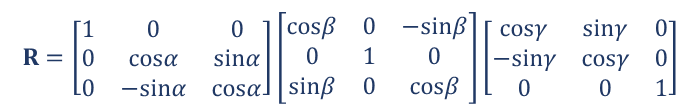 R = [1 0 0; 0 cosα sinα; 0 −sinα cosα] [cosβ 0 −sinβ; 0 1 0; sinβ 0 cosβ] [cosγ sinγ 0; −sinγ cosγ 0; 0 0 1]